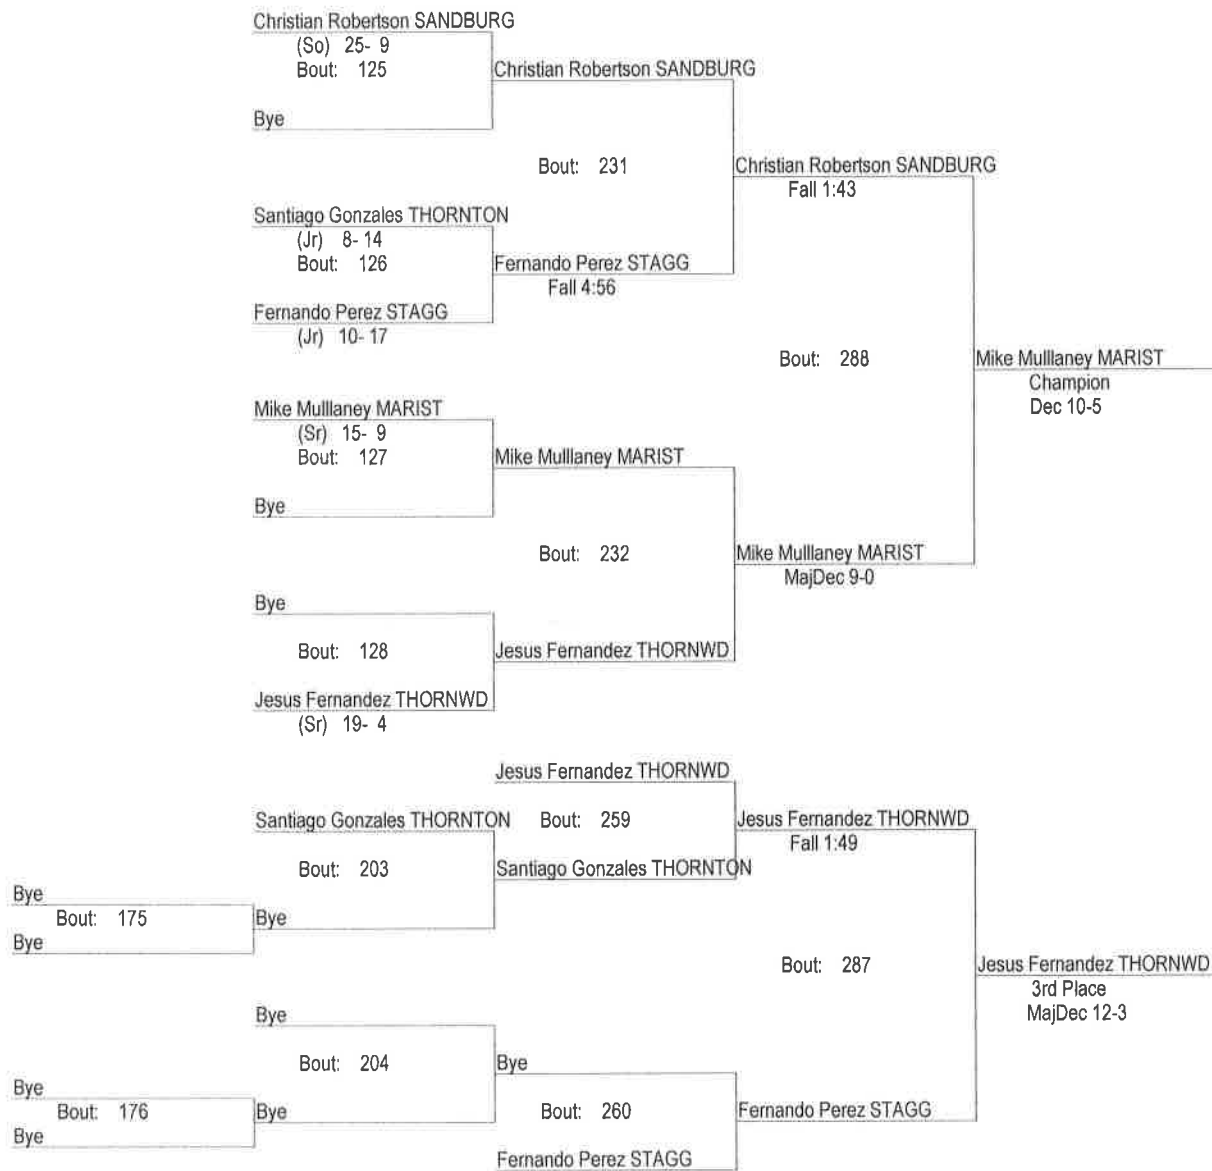 Christian Robertson SANDBURG
(So) 25- 9
Bout: 125
Christian Robertson SANDBURG
Bye
Bout: 231
Christian Robertson SANDBURG
Fall 1:43
Santiago Gonzales THORNTON
(Jr) 8- 14
Bout: 126
Fernando Perez STAGG
Fall 4:56
Fernando Perez STAGG
(Jr) 10- 17
Bout: 288
Mike Mulllaney MARIST
Champion
Dec 10-5
Mike Mulllaney MARIST
(Sr) 15- 9
Bout: 127
Mike Mulllaney MARIST
Bye
Bout: 232
Mike Mulllaney MARIST
MajDec 9-0
Bye
Bout: 128
Jesus Fernandez THORNWD
Jesus Fernandez THORNWD
(Sr) 19- 4
Jesus Fernandez THORNWD
Santiago Gonzales THORNTON
Bout: 259
Jesus Fernandez THORNWD
Fall 1:49
Bout: 203
Santiago Gonzales THORNTON
Bye
Bout: 175
Bye
Bye
Bout: 287
Jesus Fernandez THORNWD
3rd Place
MajDec 12-3
Bye
Bout: 204
Bye
Bye
Bout: 176
Bye
Bout: 260
Fernando Perez STAGG
Bye
Fernando Perez STAGG